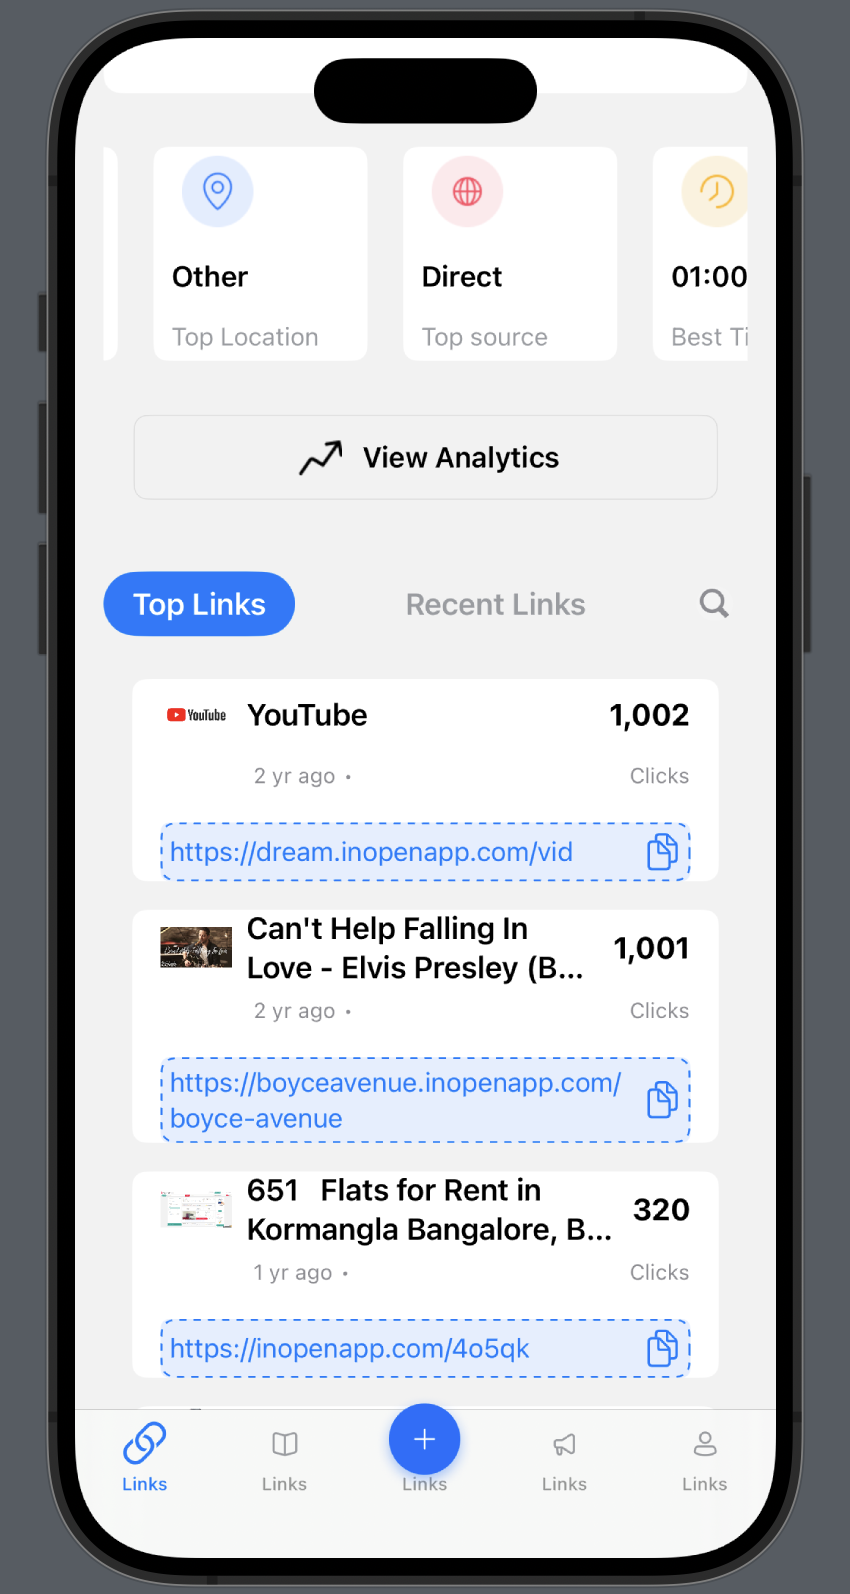 Other
Top Location
Direct
Top source
01:00
Best Ti
View Analytics
Top Links
Recent Links
YouTube
YouTube
1,002
2 yr ago •
Clicks
https://dream.inopenapp.com/vid
Can't Help Falling In
Love - Elvis Presley (B...
1,001
2 yr ago •
Clicks
https://boyceavenue.inopenapp.com/
boyce-avenue
651 Flats for Rent in
Kormangla Bangalore, B...
320
1 yr ago •
Clicks
https://inopenapp.com/4o5qk
Links
Links
Links
Links
Links